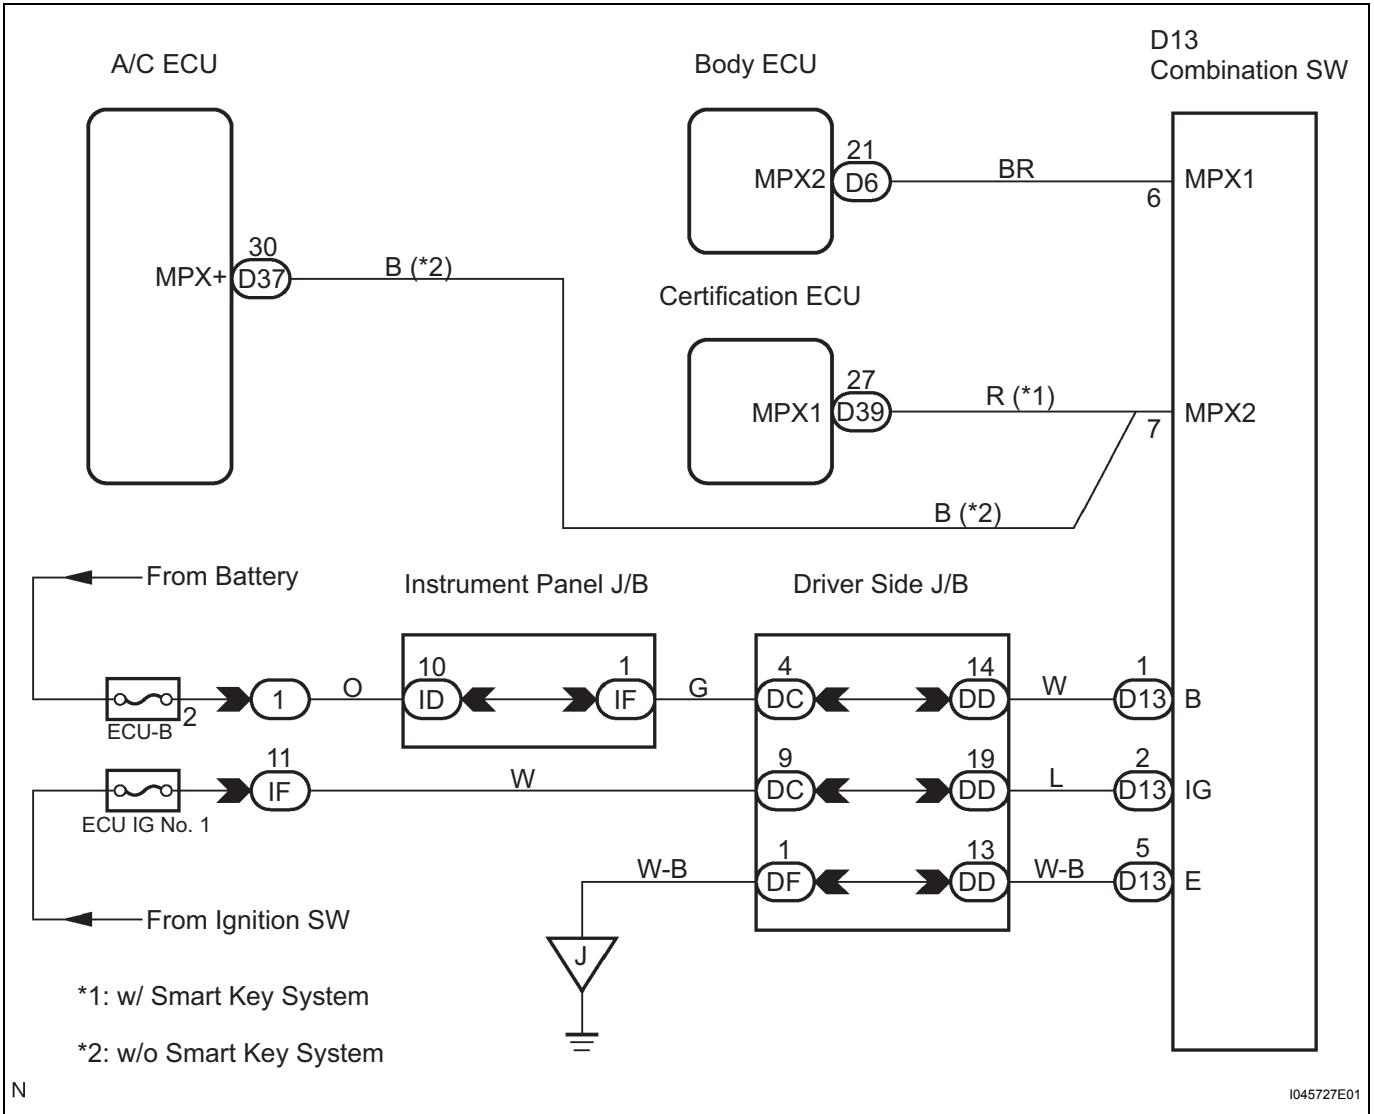 D13
Combination SW
A/C ECU
Body ECU
21
MPX2
D6
BR
6
MPX1
30
MPX+
D37
B (*2)
Certification ECU
27
MPX1
D39
R (*1)
7
MPX2
B (*2)
From Battery
Instrument Panel J/B
Driver Side J/B
10
1
4
14
1
2
1
O
ID
IF
G
DC
DD
W
D13
B
ECU-B
11
9
19
2
IF
W
DC
DD
L
D13
IG
ECU IG No. 1
1
13
5
W-B
DF
DD
W-B
D13
E
From Ignition SW
J
*1: w/ Smart Key System
*2: w/o Smart Key System
N
I045727E01